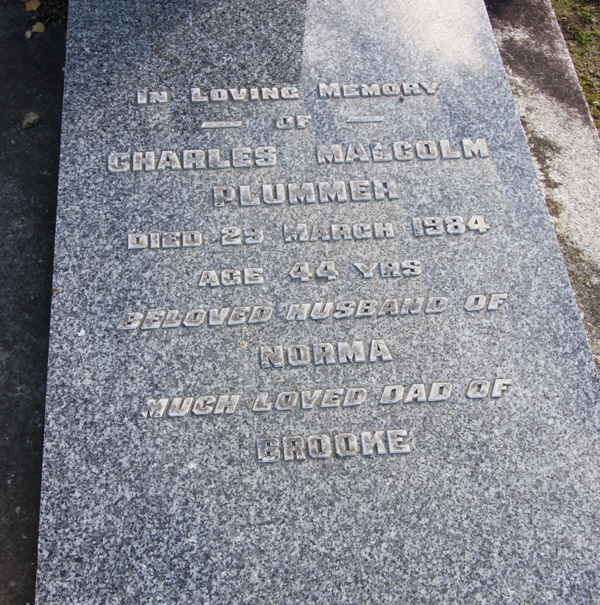 IN LOVING MEMORY
— OF —
CHARLES MALCOLM
PLUMMER
DIED 29 MARCH 1984
AGE 44 YRS
BELOVED HUSBAND OF
NORMA
MUCH LOVED DAD OF
BROOKE